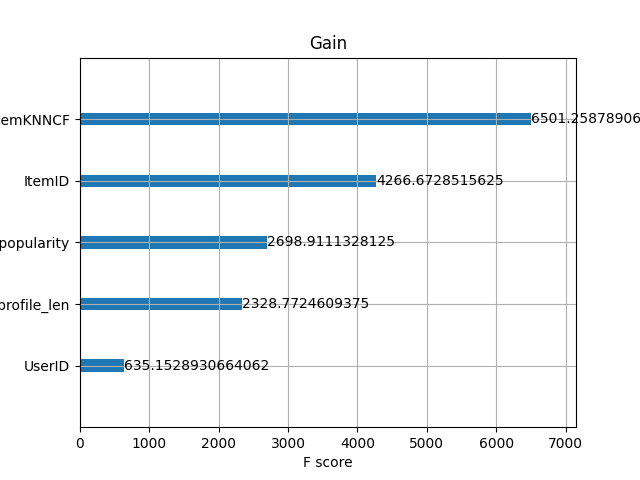 Gain
emKNNCF
6501.25878906
ItemID
4266.6728515625
popularity
2698.9111328125
profile_len
2328.7724609375
UserID
635.1528930664062
0 1000 2000 3000 4000 5000 6000 7000
F score